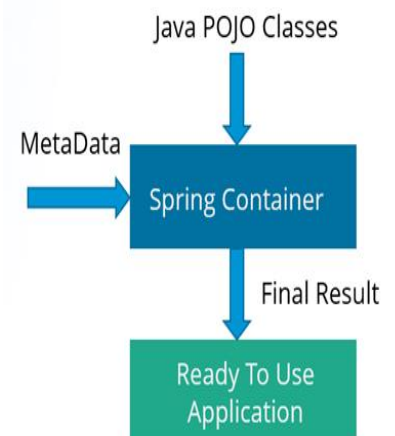 Java POJO Classes
MetaData
Spring Container
Final Result
Ready To Use
Application